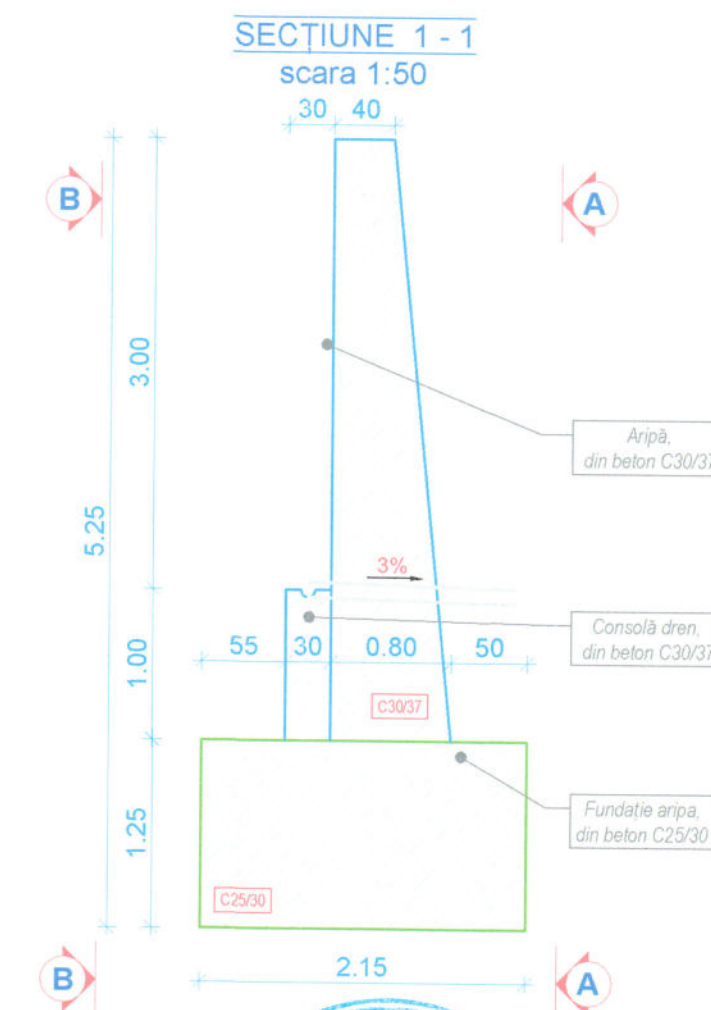 SECȚIUNE 1 - 1
scara 1:50
30 40
B
A
3.00
5.25
Aripă,
din beton C30/37
3%
Consolă dren,
din beton C30/37
55 30 0.80 50
1.00
C30/37
Fundație aripa,
din beton C25/30
1.25
C25/30
2.15
B
A